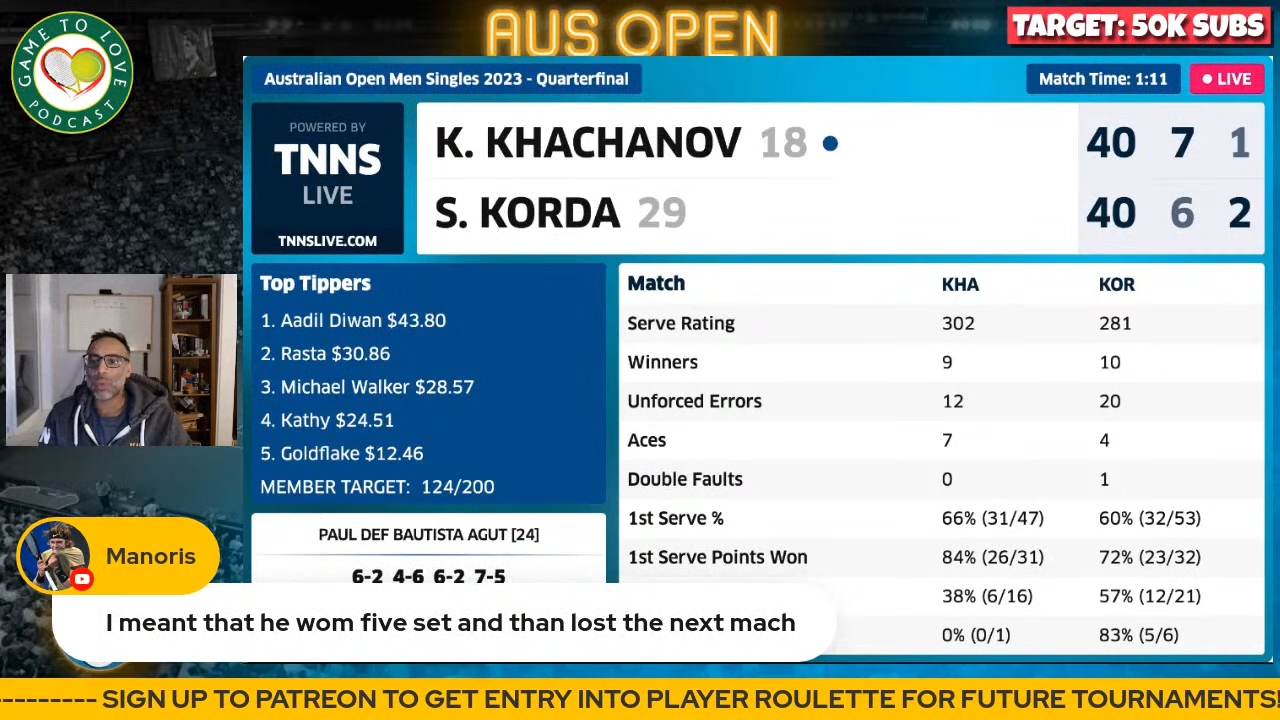 AUS OPEN
TARGET: 50K SUBS
GAME TO LOVE
PODCAST
Australian Open Men Singles 2023 - Quarterfinal
Match Time: 1:11
LIVE
POWERED BY
TNNS
LIVE
TNNSLIVE.COM
K. KHACHANOV 18 40 7 1
S. KORDA 29 40 6 2
Top Tippers
1. Aadil Diwan $43.80
2. Rasta $30.86
3. Michael Walker $28.57
4. Kathy $24.51
5. Goldflake $12.46
MEMBER TARGET: 124/200
PAUL DEF BAUTISTA AGUT [24]
6-2 4-6 6-2 7-5
Match KHA KOR
Serve Rating 302 281
Winners 9 10
Unforced Errors 12 20
Aces 7 4
Double Faults 0 1
1st Serve % 66% (31/47) 60% (32/53)
1st Serve Points Won 84% (26/31) 72% (23/32)
38% (6/16) 57% (12/21)
0% (0/1) 83% (5/6)
Manoris
I meant that he wom five set and than lost the next mach
--------- SIGN UP TO PATREON TO GET ENTRY INTO PLAYER ROULETTE FOR FUTURE TOURNAMENTS!